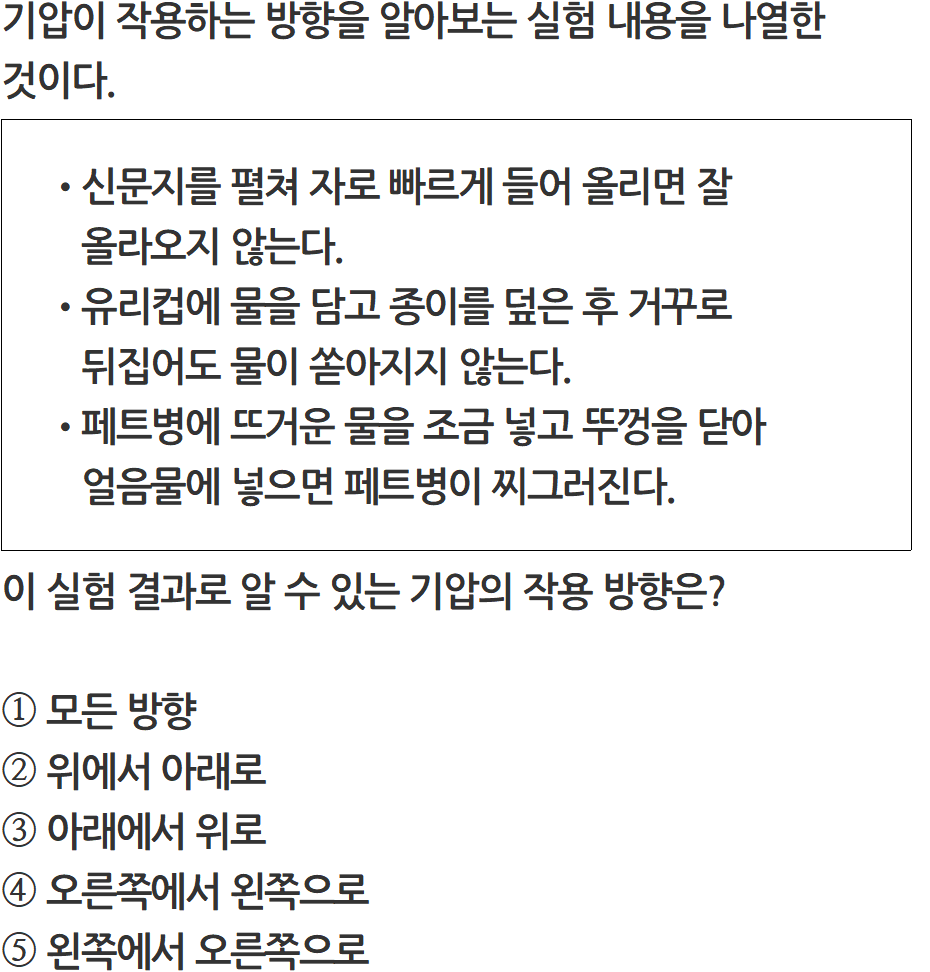 기압이 작용하는 방향을 알아보는 실험 내용을 나열한
것이다.
• 신문지를 펼쳐 자로 빠르게 들어 올리면 잘
올라오지 않는다.
• 유리컵에 물을 담고 종이를 덮은 후 거꾸로
뒤집어도 물이 쏟아지지 않는다.
• 페트병에 뜨거운 물을 조금 넣고 뚜껑을 닫아
얼음물에 넣으면 페트병이 찌그러진다.
이 실험 결과로 알 수 있는 기압의 작용 방향은?
① 모든 방향
② 위에서 아래로
③ 아래에서 위로
④ 오른쪽에서 왼쪽으로
⑤ 왼쪽에서 오른쪽으로